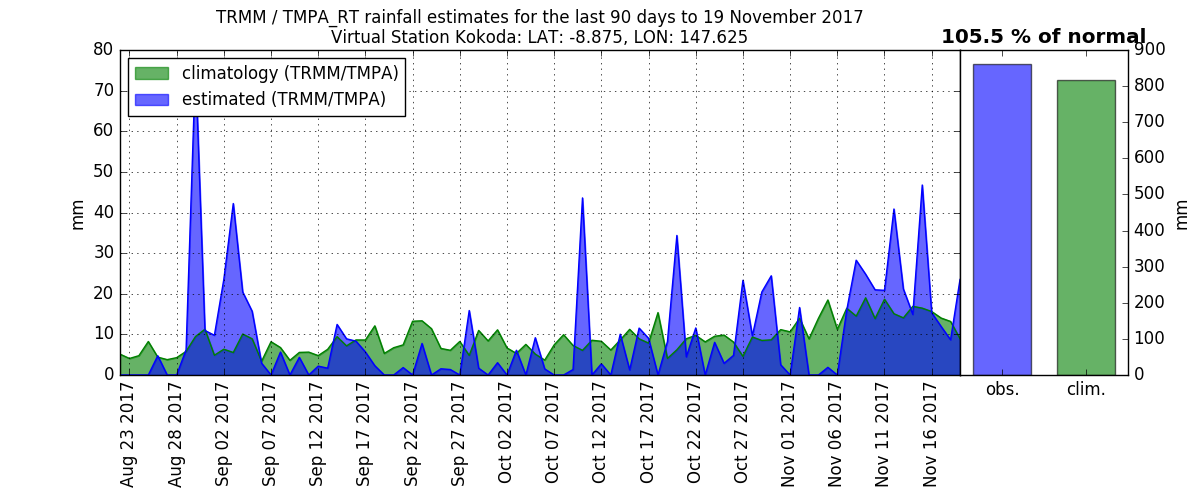 TRMM / TMPA_RT rainfall estimates for the last 90 days to 19 November 2017
Virtual Station Kokoda: LAT: -8.875, LON: 147.625
105.5 % of normal
climatology (TRMM/TMPA)
estimated (TRMM/TMPA)
80
70
60
50
40
30
20
10
0
mm
Aug 23 2017
Aug 28 2017
Sep 02 2017
Sep 07 2017
Sep 12 2017
Sep 17 2017
Sep 22 2017
Sep 27 2017
Oct 02 2017
Oct 07 2017
Oct 12 2017
Oct 17 2017
Oct 22 2017
Oct 27 2017
Nov 01 2017
Nov 06 2017
Nov 11 2017
Nov 16 2017
900
800
700
600
500
400
300
200
100
0
mm
obs.
clim.